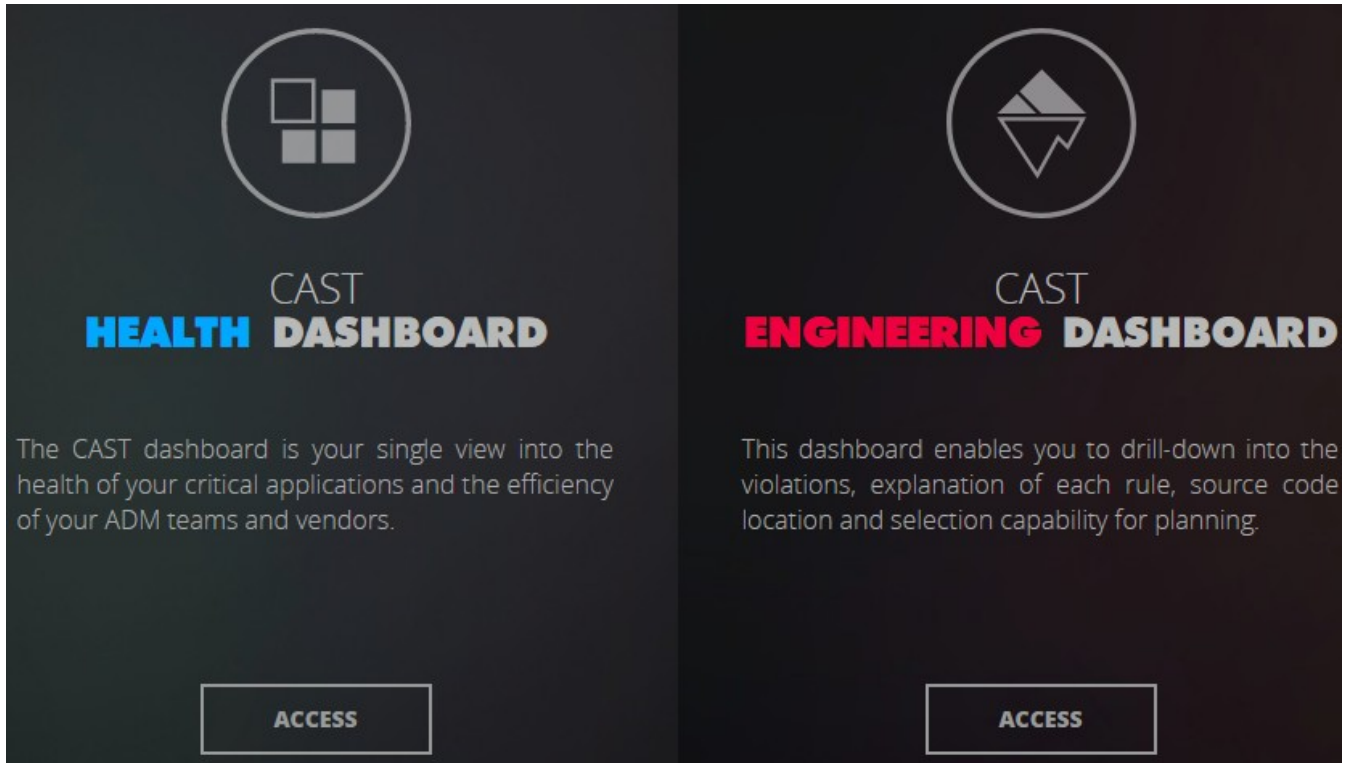 CAST
HEALTH DASHBOARD
The CAST dashboard is your single view into the
health of your critical applications and the efficiency
of your ADM teams and vendors.
ACCESS
CAST
ENGINEERING DASHBOARD
This dashboard enables you to drill-down into the
violations, explanation of each rule, source code
location and selection capability for planning.
ACCESS